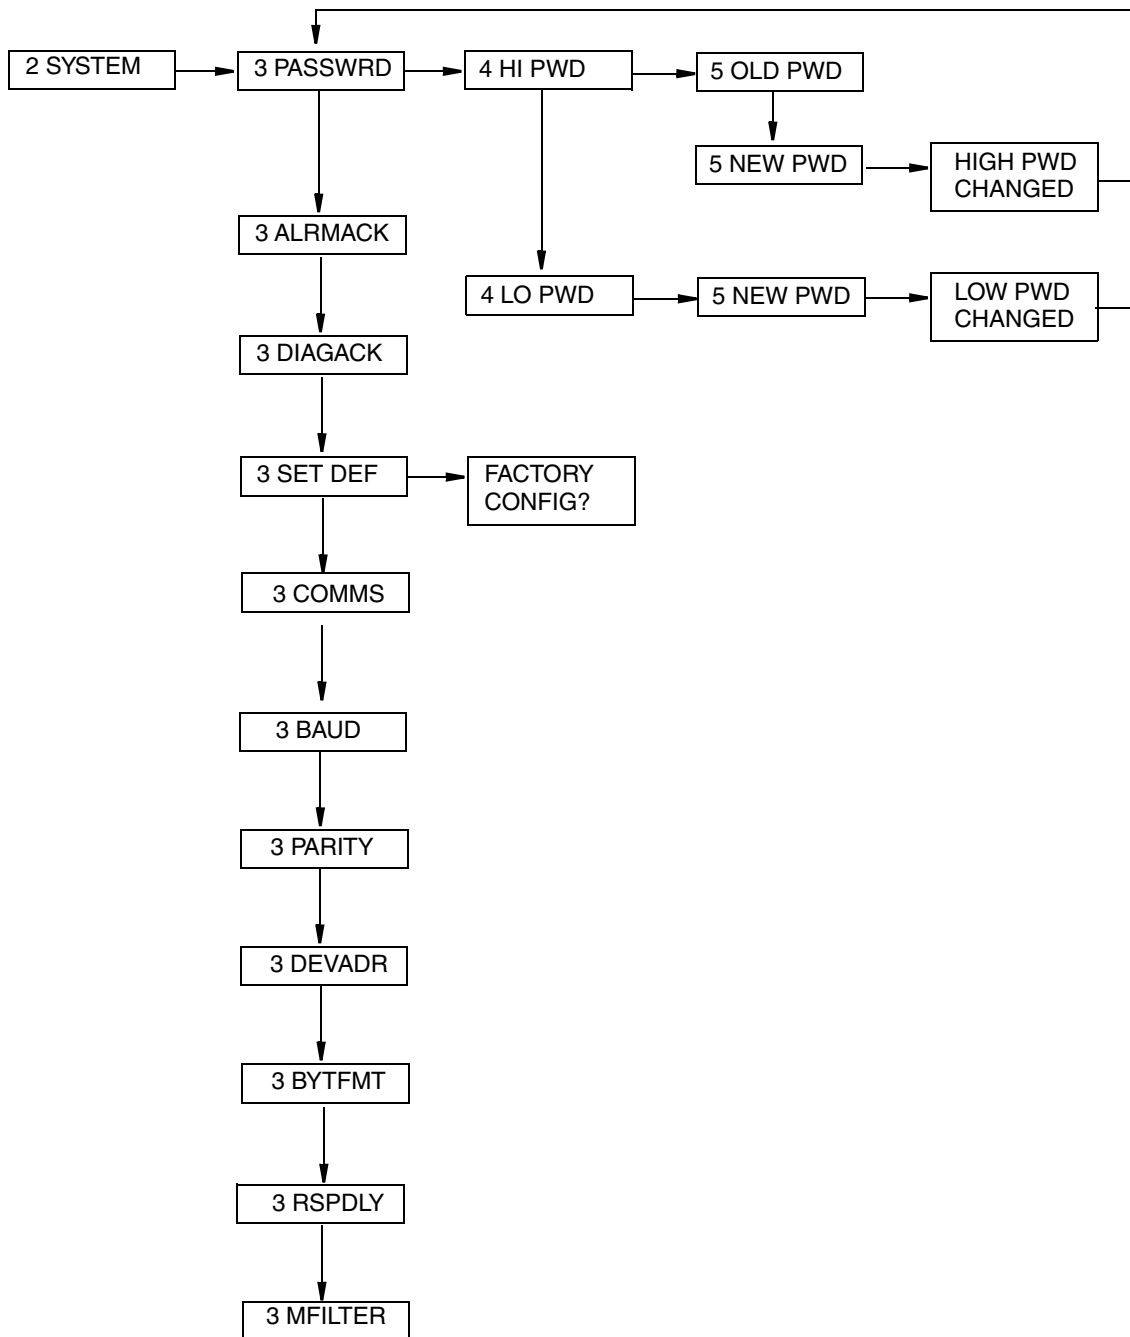 2 SYSTEM
3 PASSWRD
4 HI PWD
5 OLD PWD
5 NEW PWD
HIGH PWD
CHANGED
3 ALRMACK
4 LO PWD
5 NEW PWD
LOW PWD
CHANGED
3 DIAGACK
3 SET DEF
FACTORY
CONFIG?
3 COMMS
3 BAUD
3 PARITY
3 DEVADR
3 BYTFMT
3 RSPDLY
3 MFILTER